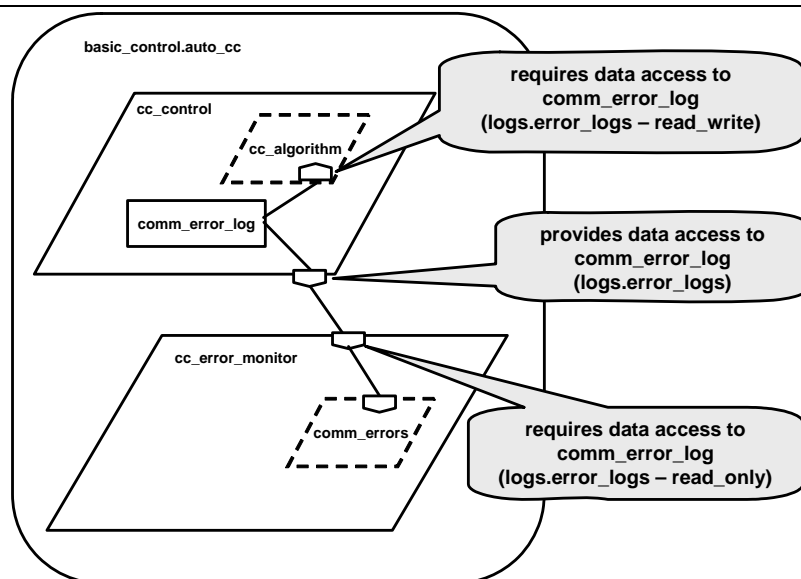 basic_control.auto_cc
requires data access to
comm_error_log
(logs.error_logs – read_write)
cc_control
cc_algorithm
comm_error_log
provides data access to
comm_error_log
(logs.error_logs)
cc_error_monitor
comm_errors
requires data access to
comm_error_log
(logs.error_logs – read_only)